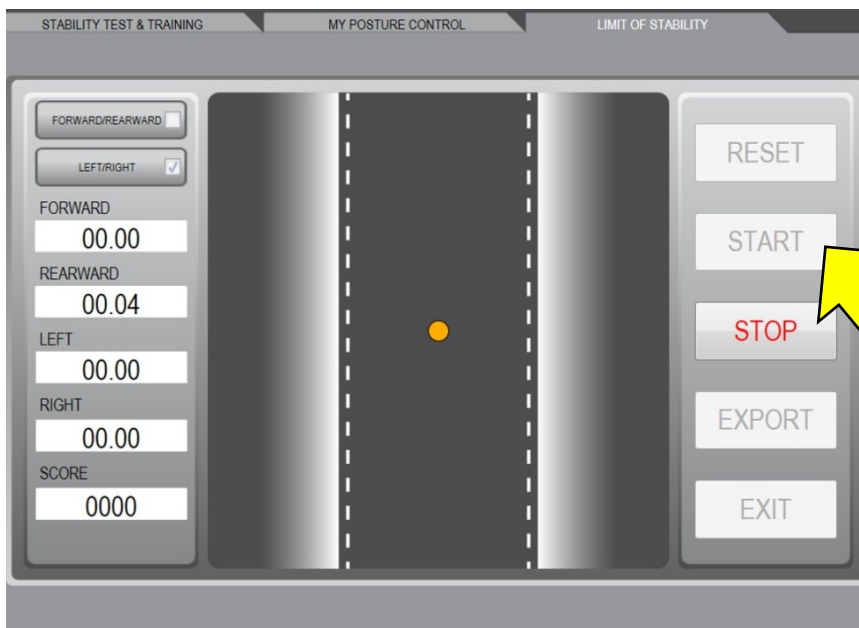 STABILITY TEST & TRAINING
MY POSTURE CONTROL
LIMIT OF STABILITY
FORWARD/REARWARD
LEFT/RIGHT
FORWARD
00.00
REARWARD
00.04
LEFT
00.00
RIGHT
00.00
SCORE
0000
RESET
START
STOP
EXPORT
EXIT